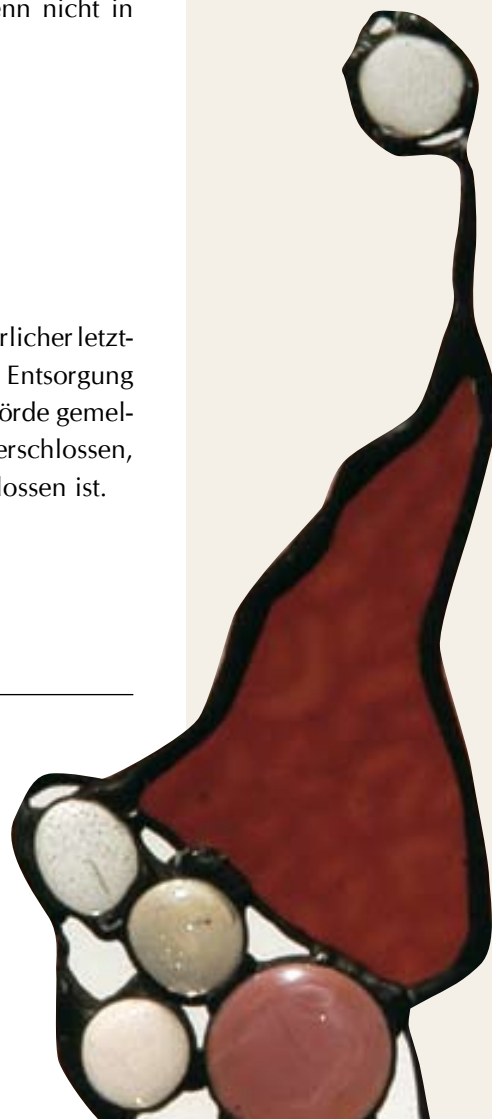 nn nicht in
rlicher letzt-
Entsorgung
örde gemel-
erschlossen,
lossen ist.